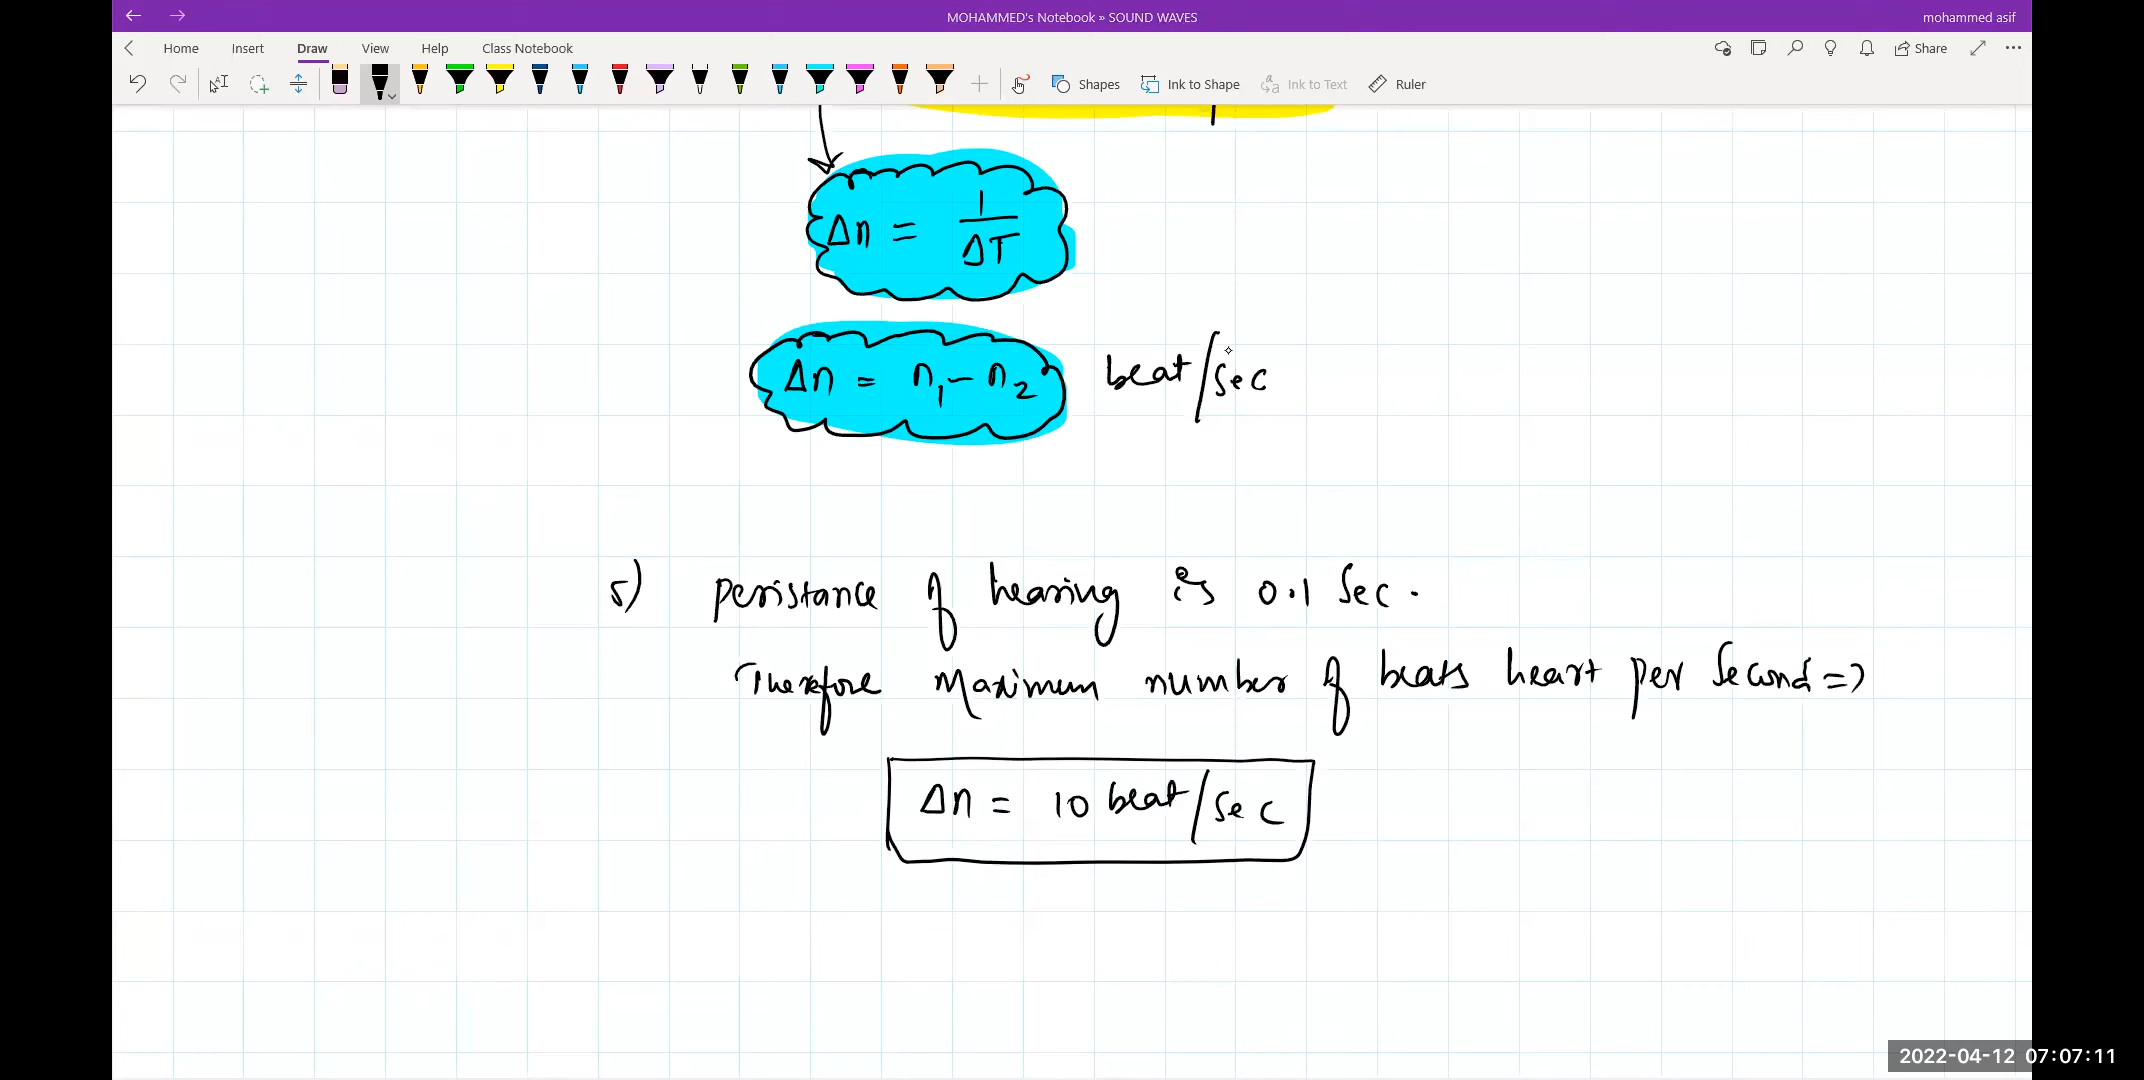 MOHAMMED's Notebook » SOUND WAVES
mohammed asif
Home Insert Draw View Help Class Notebook
Share
Shapes Ink to Shape Ink to Text Ruler
Δn = 1/ΔT
Δn = n₁ – n₂ beat/sec
5) peristance of hearing is 0.1 Sec.
Therefore maximum number of beats heart per Second =>
Δn = 10 beat/sec
2022-04-12 07:07:11